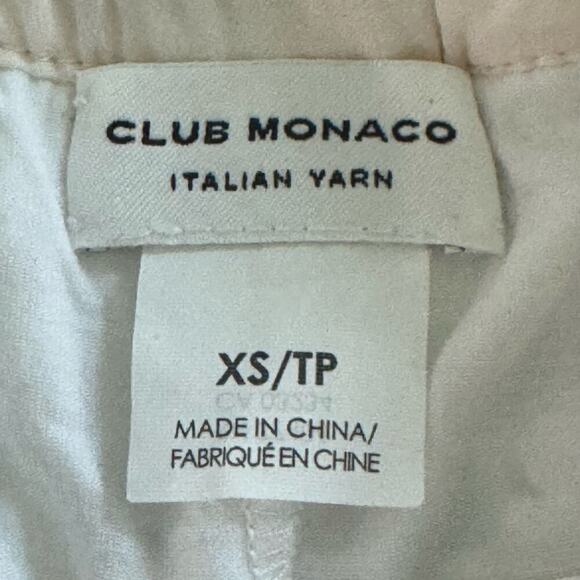 CLUB MONACO
ITALIAN YARN
XS/TP
MADE IN CHINA/
FABRIQUÉ EN CHINE